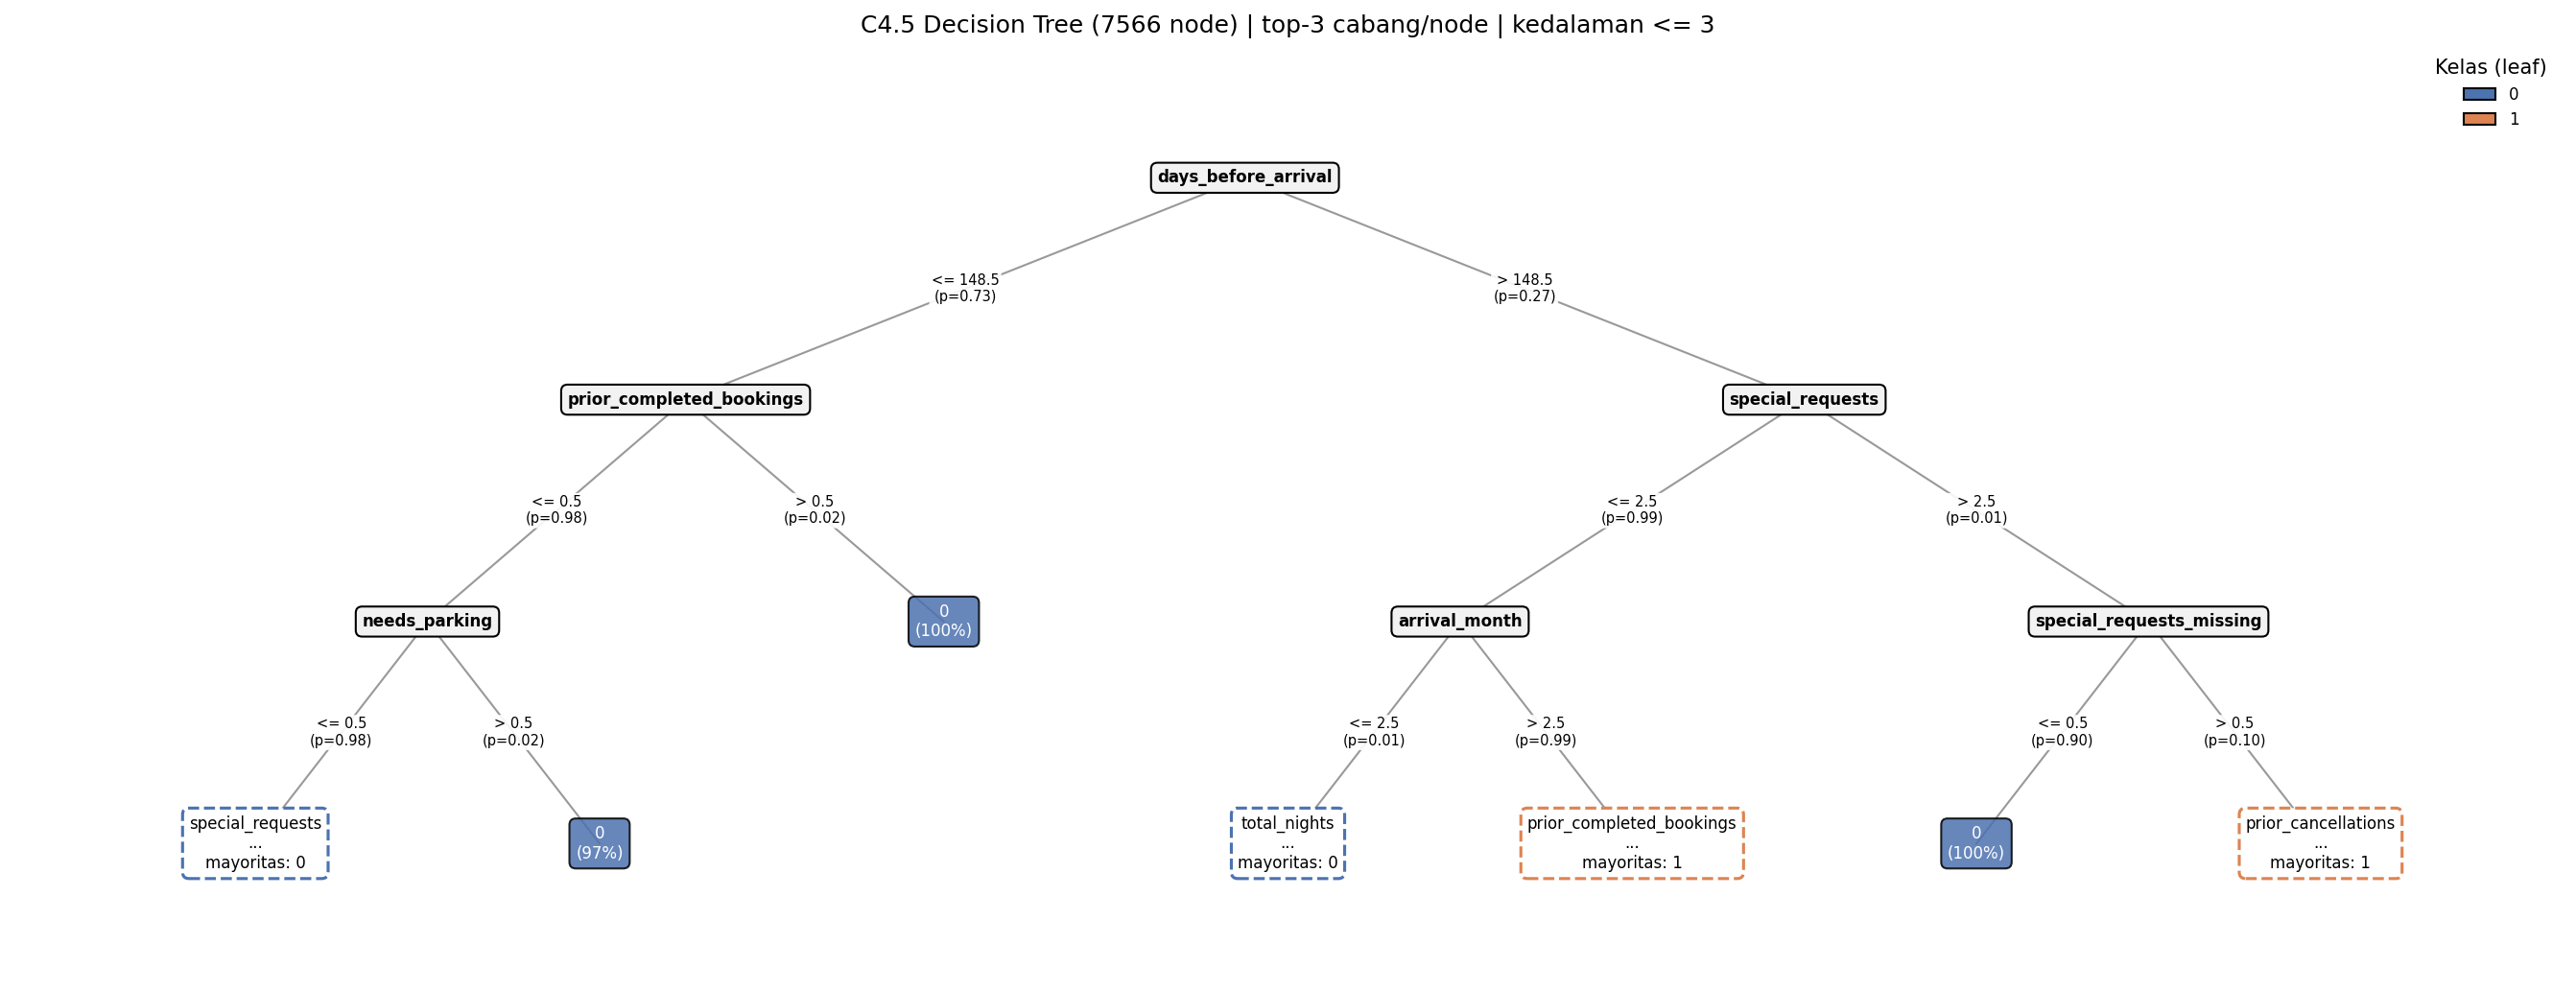 C4.5 Decision Tree (7566 node) | top-3 cabang/node | kedalaman <= 3
Kelas (leaf)
0
1
days_before_arrival
<= 148.5
(p=0.73)
> 148.5
(p=0.27)
prior_completed_bookings
special_requests
<= 0.5
(p=0.98)
> 0.5
(p=0.02)
<= 2.5
(p=0.99)
> 2.5
(p=0.01)
needs_parking
0
(100%)
arrival_month
special_requests_missing
<= 0.5
(p=0.98)
> 0.5
(p=0.02)
<= 2.5
(p=0.01)
> 2.5
(p=0.99)
<= 0.5
(p=0.90)
> 0.5
(p=0.10)
special_requests
...
mayoritas: 0
0
(97%)
total_nights
...
mayoritas: 0
prior_completed_bookings
...
mayoritas: 1
0
(100%)
prior_cancellations
...
mayoritas: 1